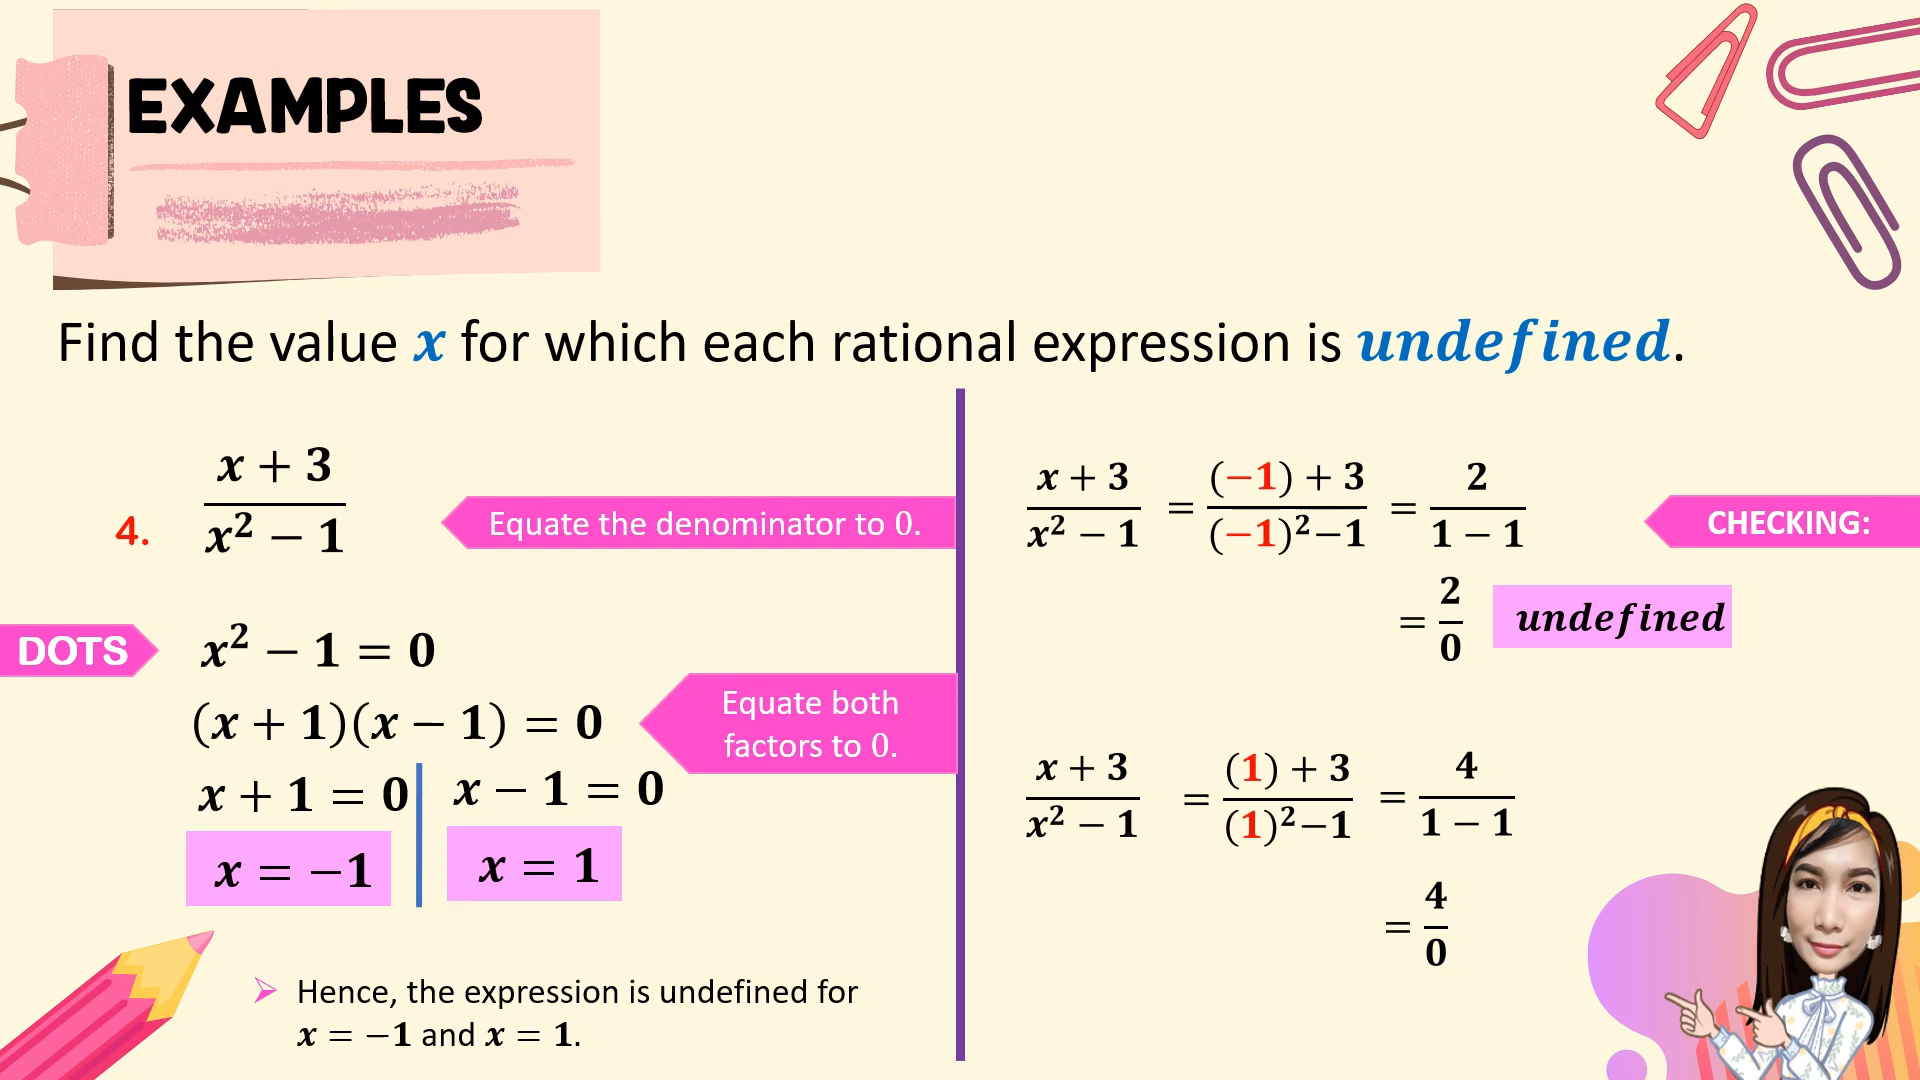 EXAMPLES
Find the value x for which each rational expression is undefined.
4. (x + 3)/(x² − 1)
Equate the denominator to 0.
DOTS
x² − 1 = 0
(x + 1)(x − 1) = 0
Equate both
factors to 0.
x + 1 = 0
x = −1
x − 1 = 0
x = 1
Hence, the expression is undefined for
x = −1 and x = 1.
CHECKING:
(x + 3)/(x² − 1) = ((−1) + 3)/((−1)²−1) = 2/(1 − 1)
= 2/0 undefined
(x + 3)/(x² − 1) = ((1) + 3)/((1)²−1) = 4/(1 − 1)
= 4/0